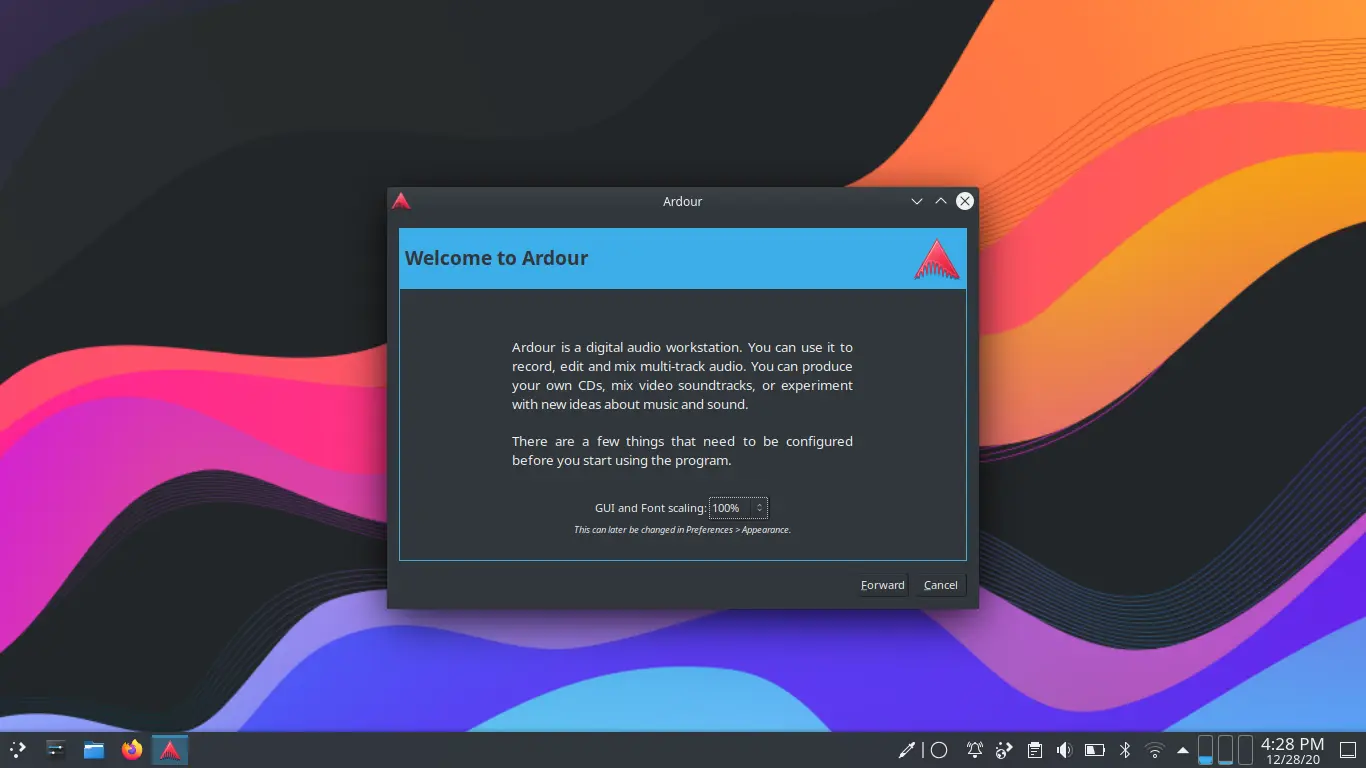 Ardour
Welcome to Ardour
Ardour is a digital audio workstation. You can use it to
record, edit and mix multi-track audio. You can produce
your own CDs, mix video soundtracks, or experiment
with new ideas about music and sound.
There are a few things that need to be configured
before you start using the program.
GUI and Font scaling: 100%
This can later be changed in Preferences > Appearance.
Forward Cancel
4:28 PM
12/28/20